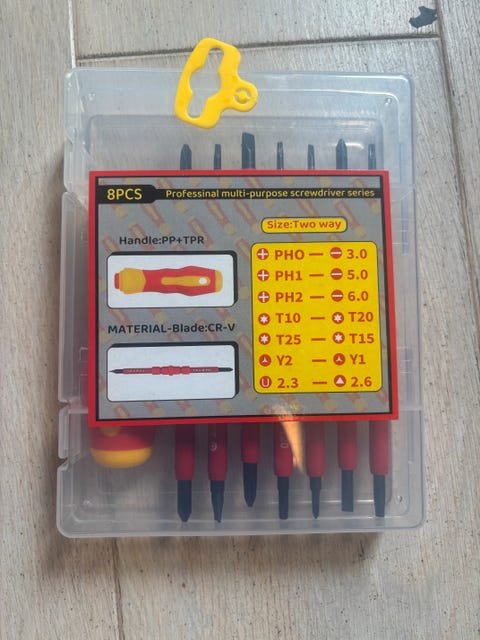 8PCS
Professinal multi-purpose screwdriver series
Size:Two way
Handle:PP+TPR
MATERIAL-Blade:CR-V
PHO — 3.0
PH1 — 5.0
PH2 — 6.0
T10 — T20
T25 — T15
Y2 — Y1
U 2.3 — 2.6